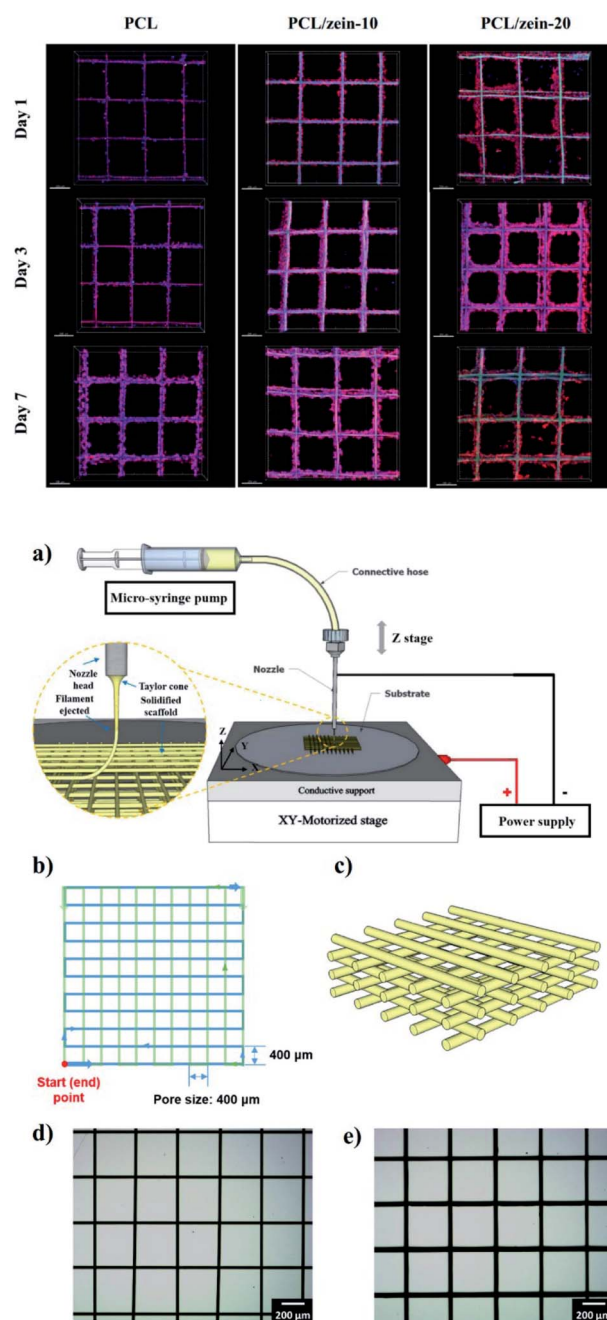 PCL PCL/zein-10 PCL/zein-20
Day 1
Day 3
Day 7
a)
Connective hose
Micro-syringe pump
Z stage
Nozzle
head
Taylor cone
Filament
ejected
Solidified
scaffold
Nozzle
Substrate
Z
Y
X
Conductive support
XY-Motorized stage
+
-
Power supply
b)
c)
400 μm
Start (end)
point
Pore size: 400 μm
d)
e)
200 μm
200 μm